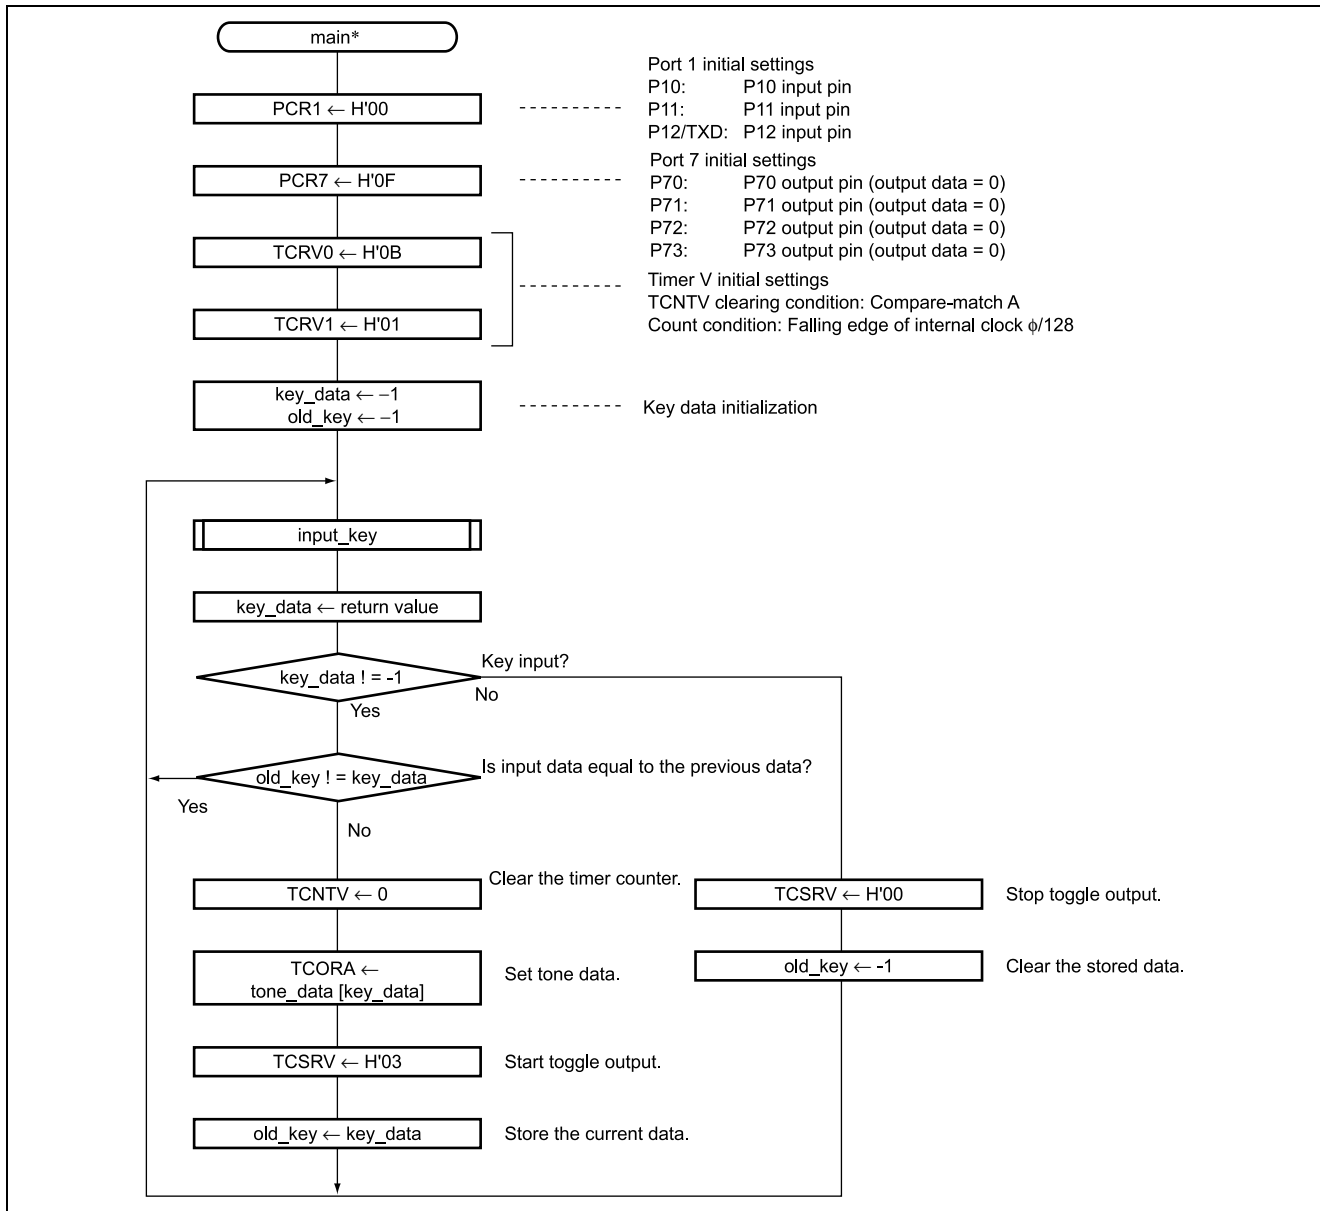 main*
PCR1 ← H'00
Port 1 initial settings
P10: P10 input pin
P11: P11 input pin
P12/TXD: P12 input pin
PCR7 ← H'0F
Port 7 initial settings
P70: P70 output pin (output data = 0)
P71: P71 output pin (output data = 0)
P72: P72 output pin (output data = 0)
P73: P73 output pin (output data = 0)
TCRV0 ← H'0B
TCRV1 ← H'01
Timer V initial settings
TCNTV clearing condition: Compare-match A
Count condition: Falling edge of internal clock ϕ/128
key_data ← −1
old_key ← −1
Key data initialization
input_key
key_data ← return value
key_data ! = -1
Key input?
No
Yes
old_key ! = key_data
Is input data equal to the previous data?
Yes
No
TCNTV ← 0
Clear the timer counter.
TCSRV ← H'00
Stop toggle output.
TCORA ←
tone_data [key_data]
Set tone data.
old_key ← -1
Clear the stored data.
TCSRV ← H'03
Start toggle output.
old_key ← key_data
Store the current data.